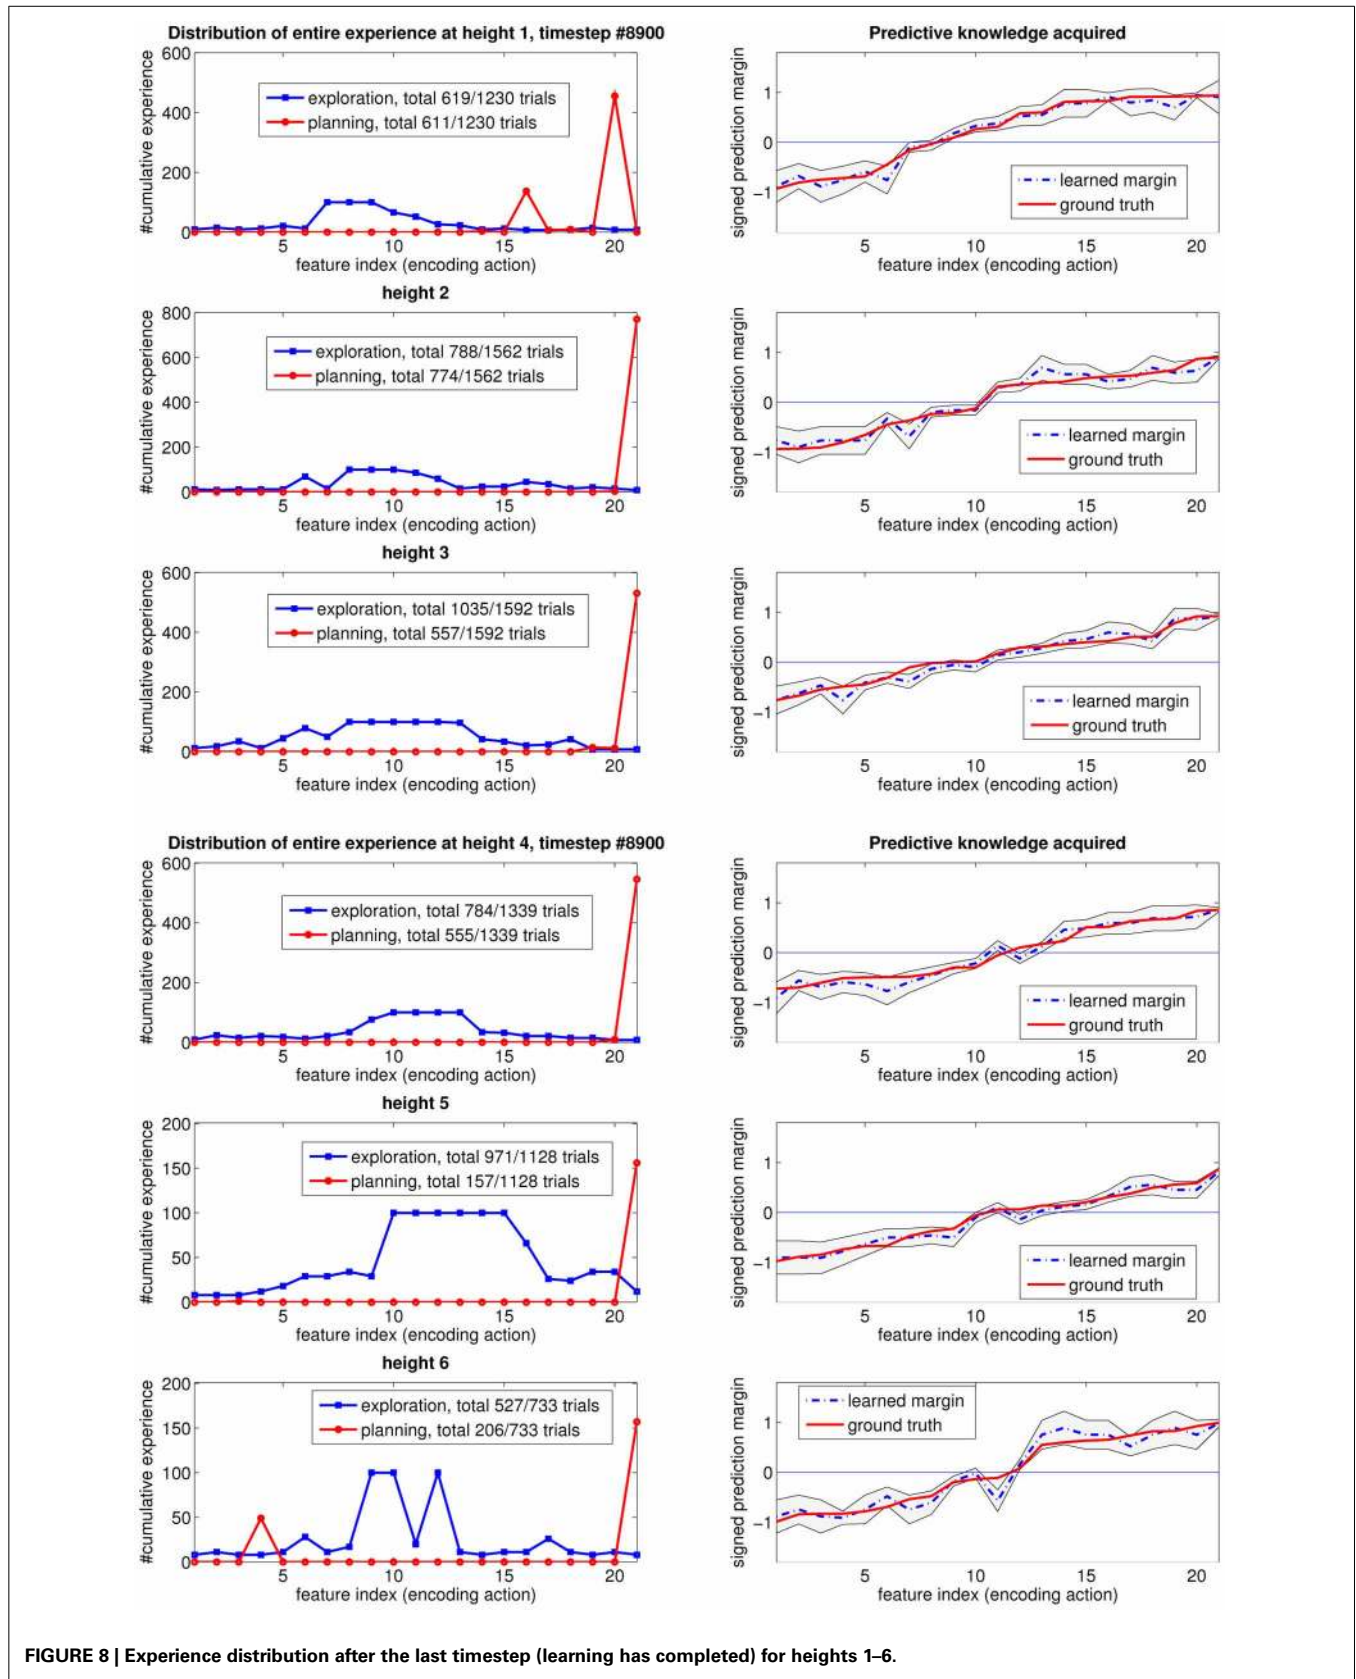 Distribution of entire experience at height 1, timestep #8900
600
400
200
0
#cumulative experience
exploration, total 619/1230 trials
planning, total 611/1230 trials
5 10 15 20
feature index (encoding action)
Predictive knowledge acquired
1
0
−1
signed prediction margin
learned margin
ground truth
5 10 15 20
feature index (encoding action)
height 2
800
600
400
200
0
#cumulative experience
exploration, total 788/1562 trials
planning, total 774/1562 trials
5 10 15 20
feature index (encoding action)
1
0
−1
signed prediction margin
learned margin
ground truth
5 10 15 20
feature index (encoding action)
height 3
600
400
200
0
#cumulative experience
exploration, total 1035/1592 trials
planning, total 557/1592 trials
5 10 15 20
feature index (encoding action)
1
0
−1
signed prediction margin
learned margin
ground truth
5 10 15 20
feature index (encoding action)
Distribution of entire experience at height 4, timestep #8900
600
400
200
0
#cumulative experience
exploration, total 784/1339 trials
planning, total 555/1339 trials
5 10 15 20
feature index (encoding action)
Predictive knowledge acquired
1
0
−1
signed prediction margin
learned margin
ground truth
5 10 15 20
feature index (encoding action)
height 5
200
150
100
50
0
#cumulative experience
exploration, total 971/1128 trials
planning, total 157/1128 trials
5 10 15 20
feature index (encoding action)
1
0
−1
signed prediction margin
learned margin
ground truth
5 10 15 20
feature index (encoding action)
height 6
200
150
100
50
0
#cumulative experience
exploration, total 527/733 trials
planning, total 206/733 trials
5 10 15 20
feature index (encoding action)
1
0
−1
signed prediction margin
learned margin
ground truth
5 10 15 20
feature index (encoding action)
FIGURE 8 | Experience distribution after the last timestep (learning has completed) for heights 1–6.